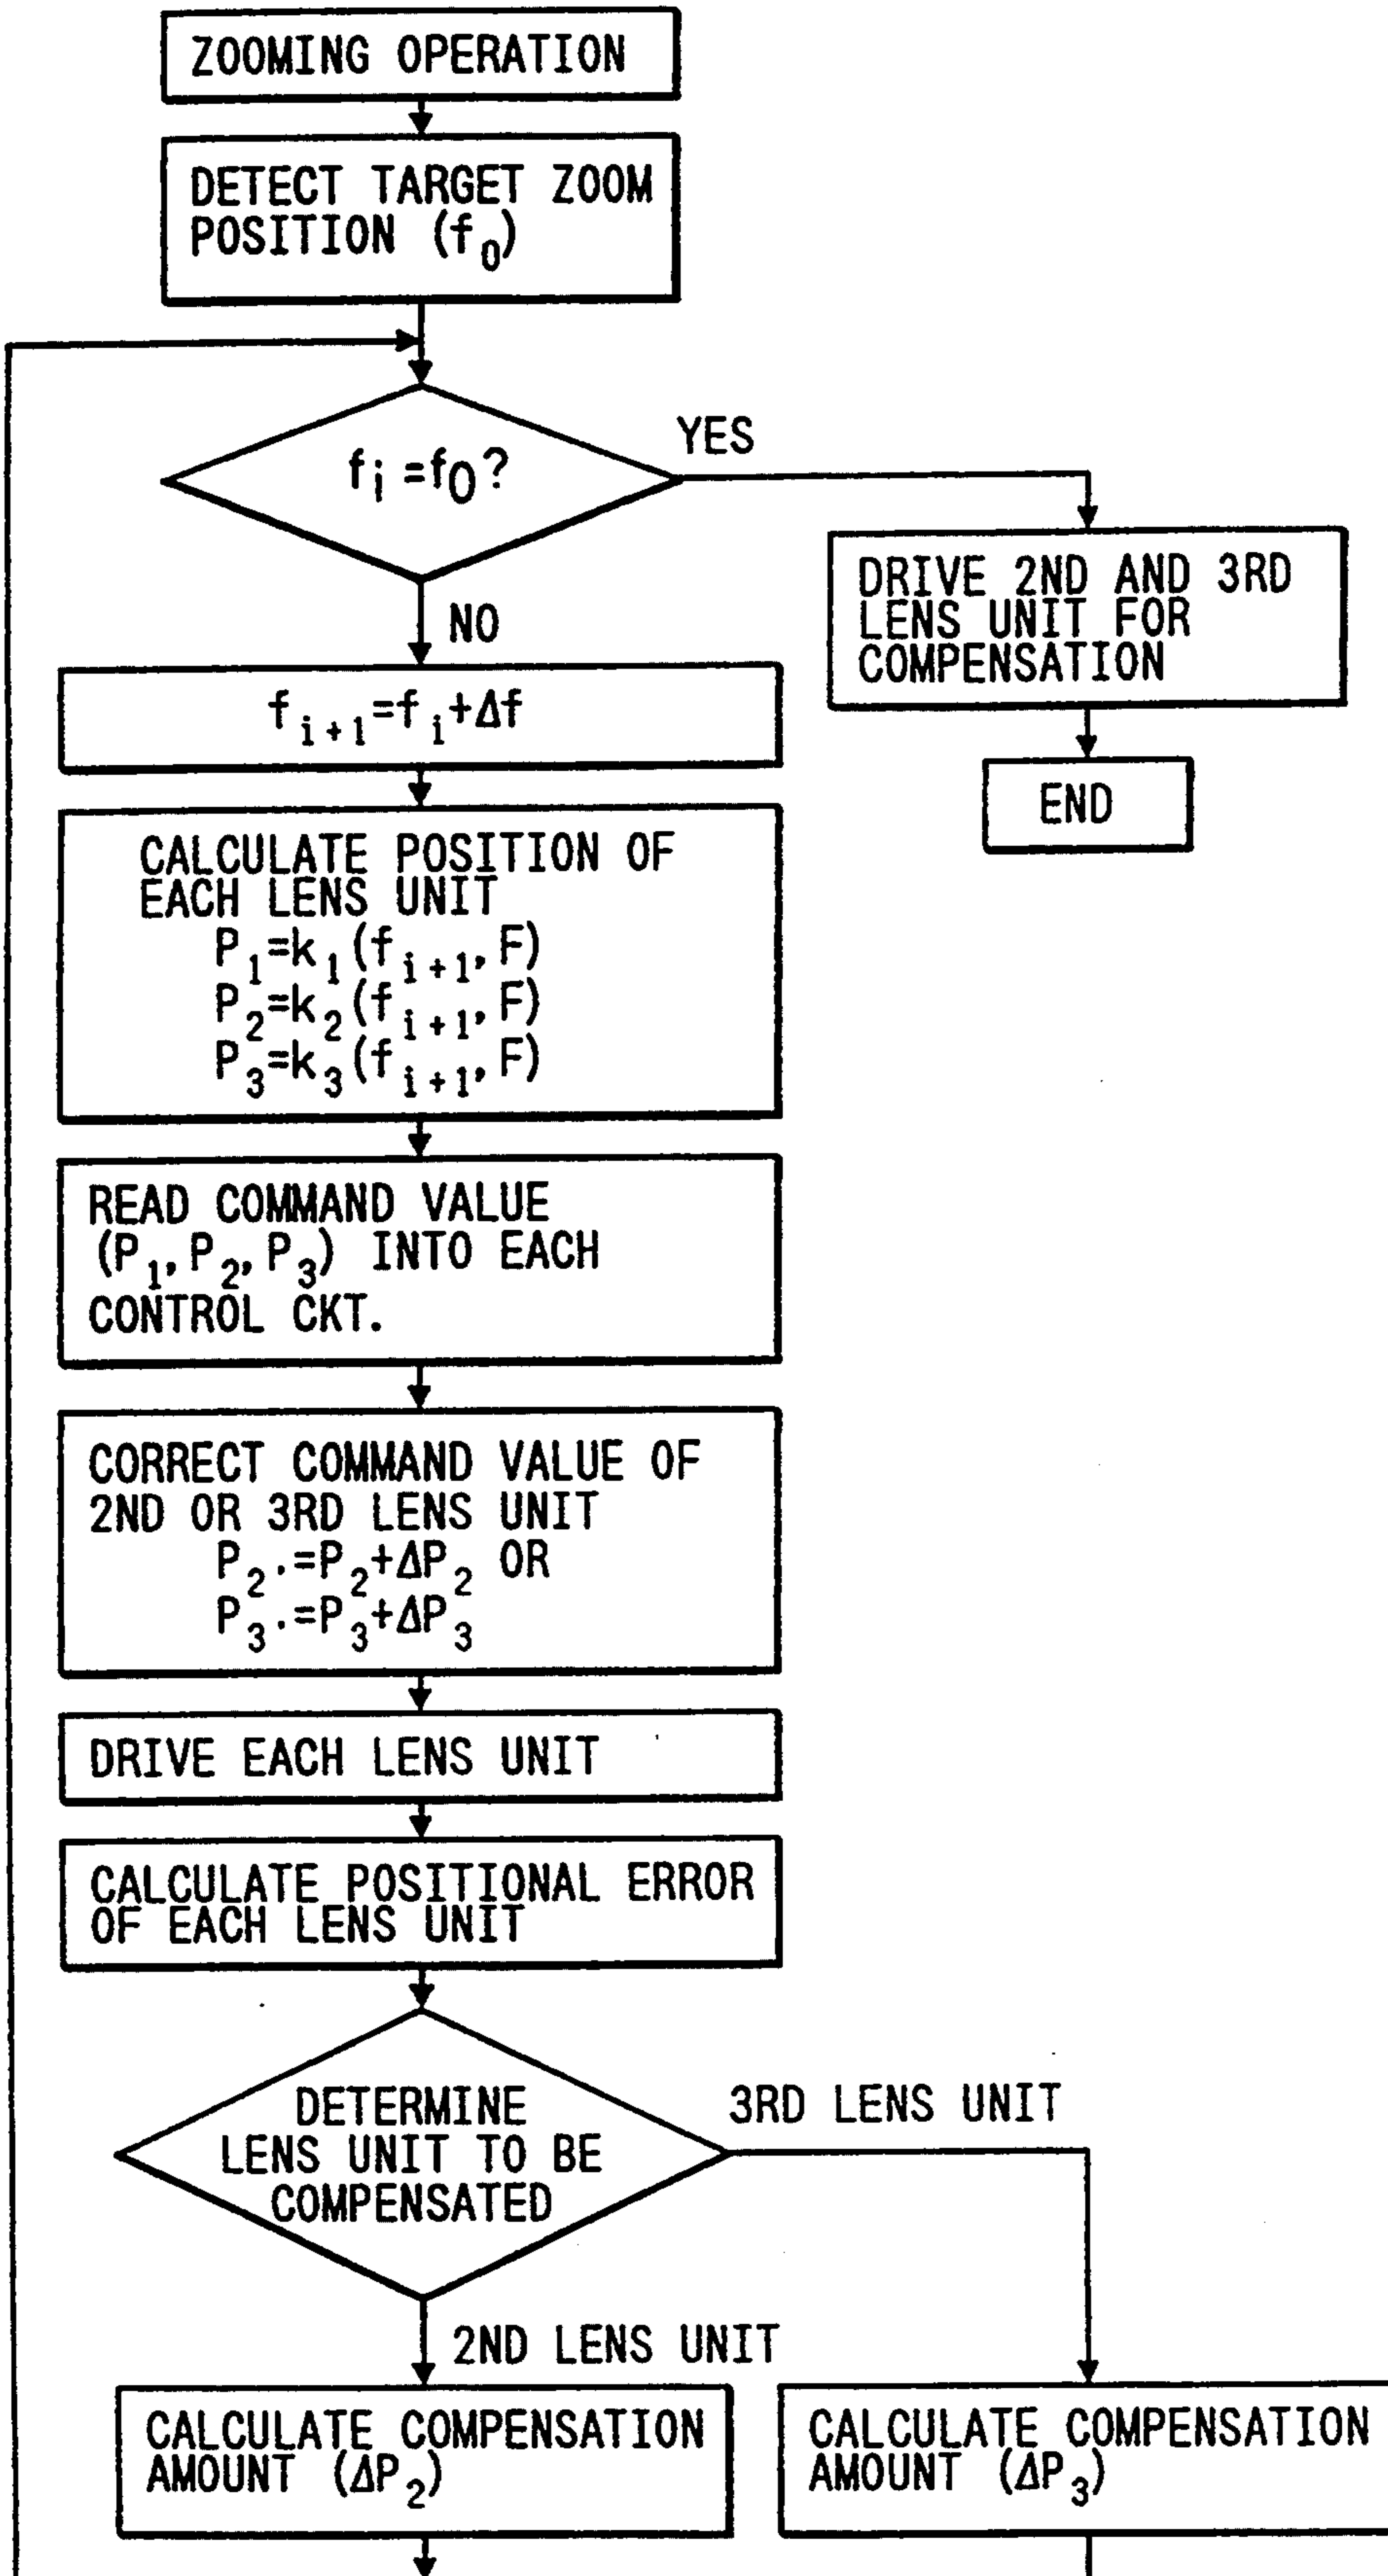 ZOOMING OPERATION
DETECT TARGET ZOOM
POSITION (f₀)
fᵢ=f₀?
YES
NO
DRIVE 2ND AND 3RD
LENS UNIT FOR
COMPENSATION
END
fᵢ₊₁=fᵢ+Δf
CALCULATE POSITION OF
EACH LENS UNIT
P₁=k₁(fᵢ₊₁,F)
P₂=k₂(fᵢ₊₁,F)
P₃=k₃(fᵢ₊₁,F)
READ COMMAND VALUE
(P₁,P₂,P₃) INTO EACH
CONTROL CKT.
CORRECT COMMAND VALUE OF
2ND OR 3RD LENS UNIT
P₂.=P₂+ΔP₂ OR
P₃.=P₃+ΔP₃
DRIVE EACH LENS UNIT
CALCULATE POSITIONAL ERROR
OF EACH LENS UNIT
DETERMINE
LENS UNIT TO BE
COMPENSATED
3RD LENS UNIT
2ND LENS UNIT
CALCULATE COMPENSATION
AMOUNT (ΔP₂)
CALCULATE COMPENSATION
AMOUNT (ΔP₃)